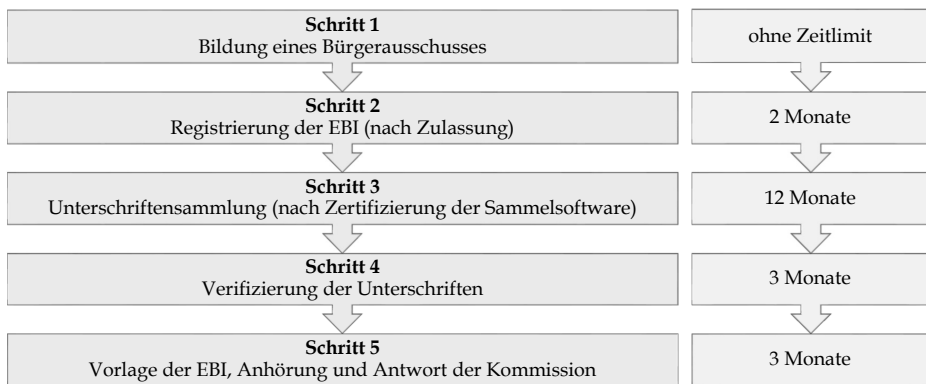 Schritt 1
Bildung eines Bürgerausschusses
ohne Zeitlimit
Schritt 2
Registrierung der EBI (nach Zulassung)
2 Monate
Schritt 3
Unterschriftensammlung (nach Zertifizierung der Sammelsoftware)
12 Monate
Schritt 4
Verifizierung der Unterschriften
3 Monate
Schritt 5
Vorlage der EBI, Anhörung und Antwort der Kommission
3 Monate